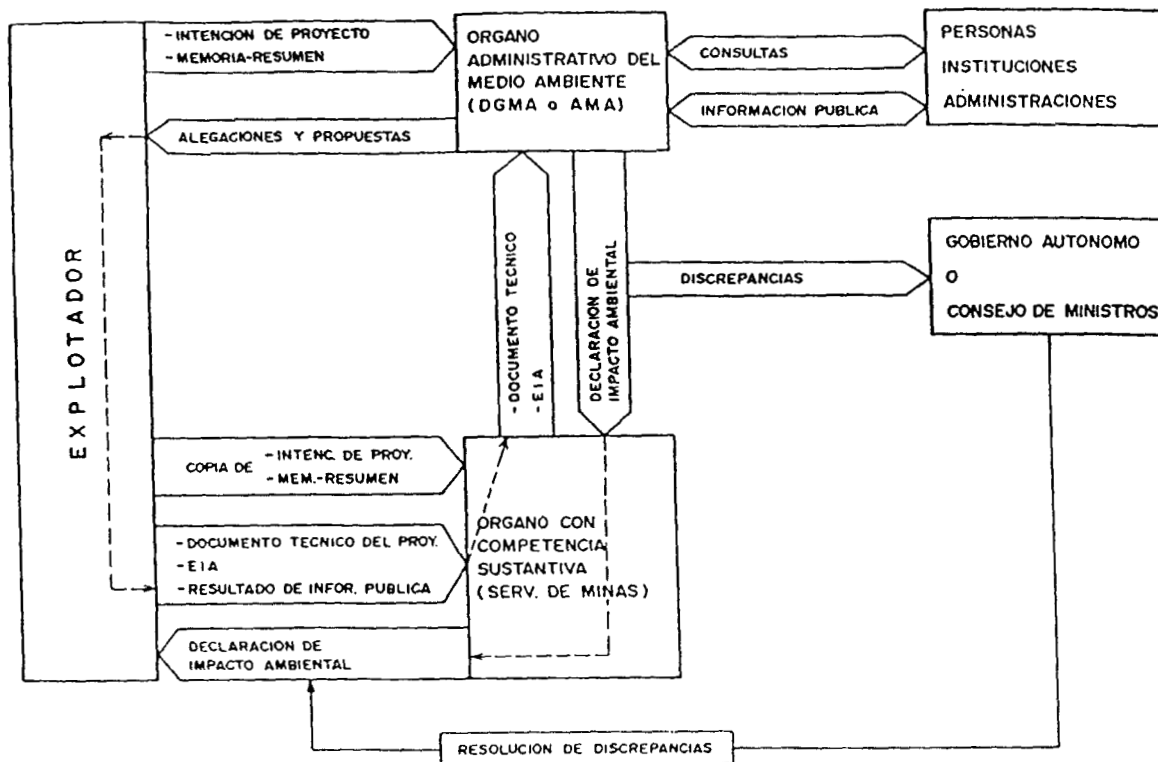 -INTENCION DE PROYECTO
-MEMORIA-RESUMEN
ORGANO
ADMINISTRATIVO DEL
MEDIO AMBIENTE
(DGMA o AMA)
CONSULTAS
INFORMACION PUBLICA
PERSONAS
INSTITUCIONES
ADMINISTRACIONES
ALEGACIONES Y PROPUESTAS
EXPLOTADOR
-DOCUMENTO TECNICO
-EIA
DECLARACION DE
IMPACTO AMBIENTAL
DISCREPANCIAS
GOBIERNO AUTONOMO
O
CONSEJO DE MINISTROS
COPIA DE -INTENC. DE PROY.
-MEM.-RESUMEN
-DOCUMENTO TECNICO DEL PROY.
-EIA
-RESULTADO DE INFOR. PUBLICA
ORGANO CON
COMPETENCIA
SUSTANTIVA
(SERV. DE MINAS)
DECLARACION DE
IMPACTO AMBIENTAL
RESOLUCION DE DISCREPANCIAS